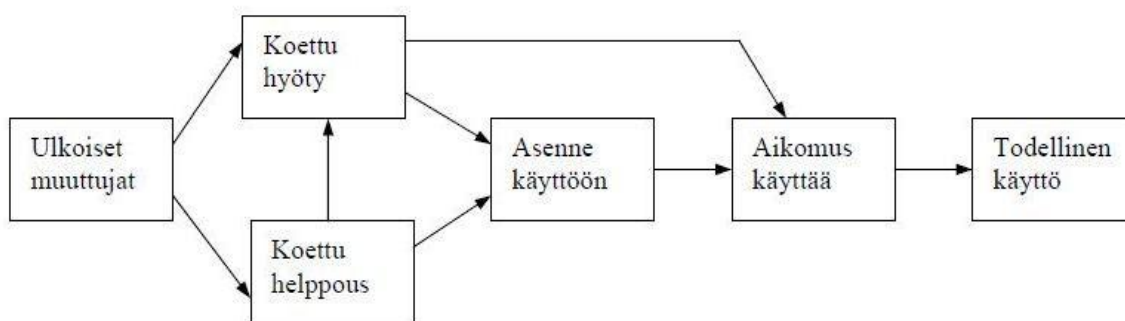 Koettu
hyöty
Ulkoiset
muuttujat
Asenne
käyttöön
Aikomus
käyttää
Todellinen
käyttö
Koettu
helppous